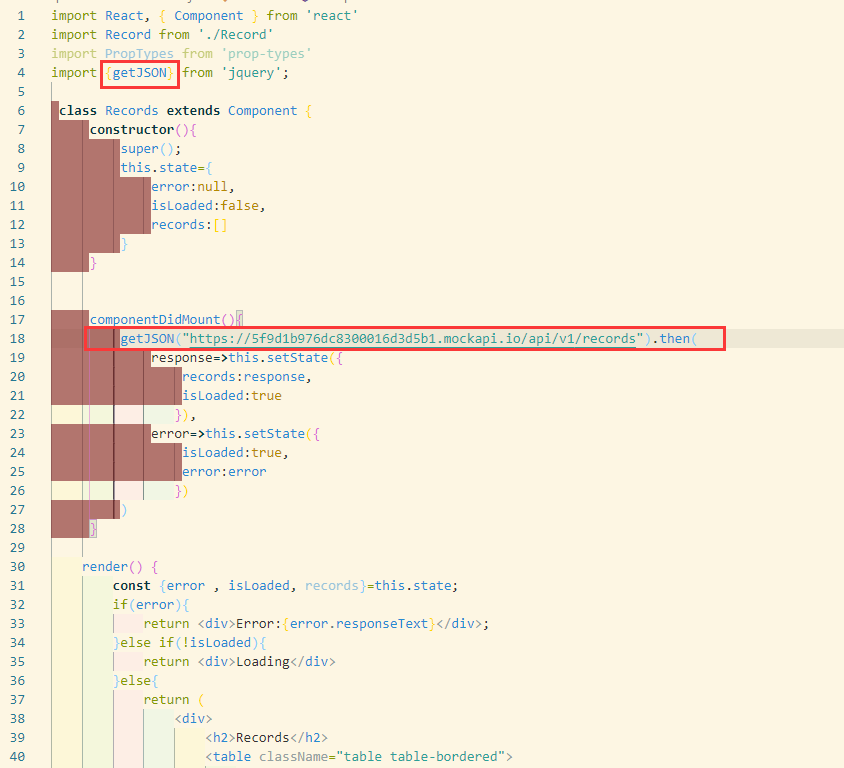 1 import React, { Component } from 'react'
2 import Record from './Record'
3 import PropTypes from 'prop-types'
4 import {getJSON} from 'jquery';
5
6 class Records extends Component {
7 constructor(){
8 super();
9 this.state={
10 error:null,
11 isLoaded:false,
12 records:[]
13 }
14 }
15
16
17 componentDidMount(){
18 getJSON("https://5f9d1b976dc8300016d3d5b1.mockapi.io/api/v1/records").then(
19 response=>this.setState({
20 records:response,
21 isLoaded:true
22 }),
23 error=>this.setState({
24 isLoaded:true,
25 error:error
26 })
27 )
28 }
29
30 render() {
31 const {error , isLoaded, records}=this.state;
32 if(error){
33 return <div>Error:{error.responseText}</div>;
34 }else if(!isLoaded){
35 return <div>Loading</div>
36 }else{
37 return (
38 <div>
39 <h2>Records</h2>
40 <table className="table table-bordered">